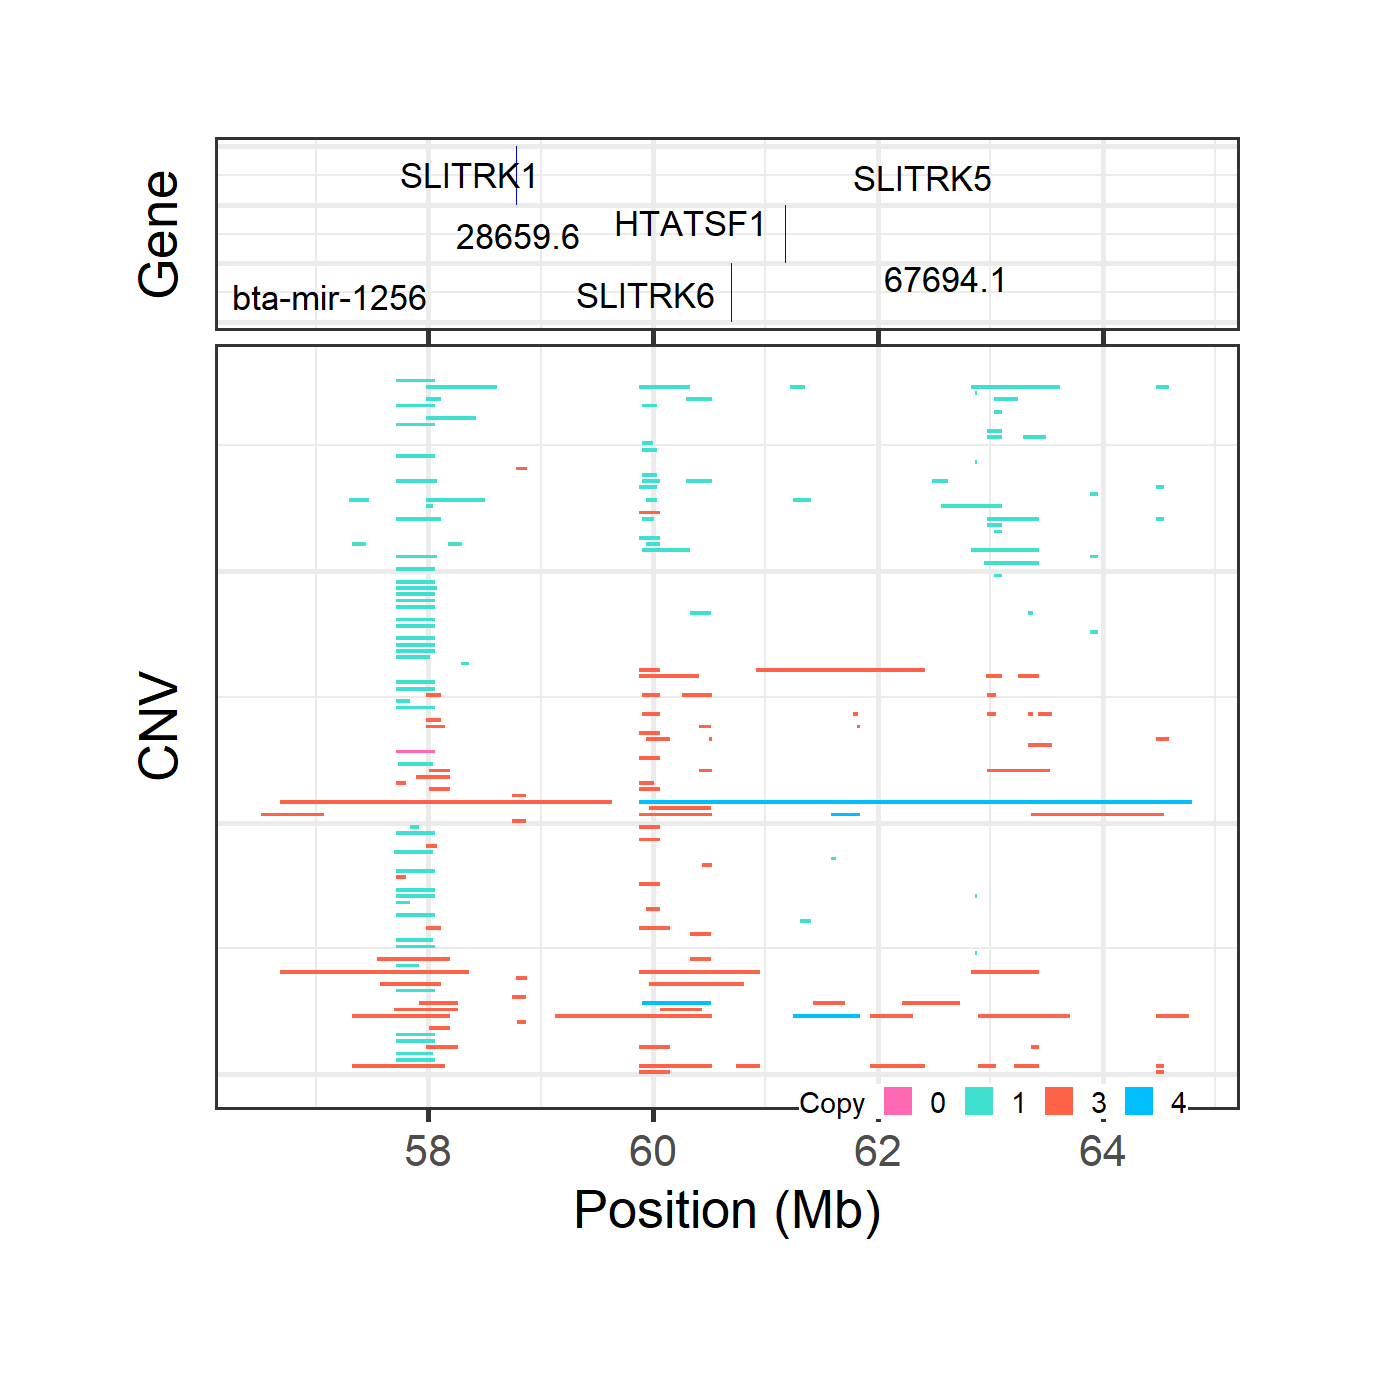 Gene
SLITRK1
SLITRK5
28659.6
HTATSF1
bta-mir-1256
SLITRK6
67694.1
CNV
Copy 0 1 3 4
58 60 62 64
Position (Mb)